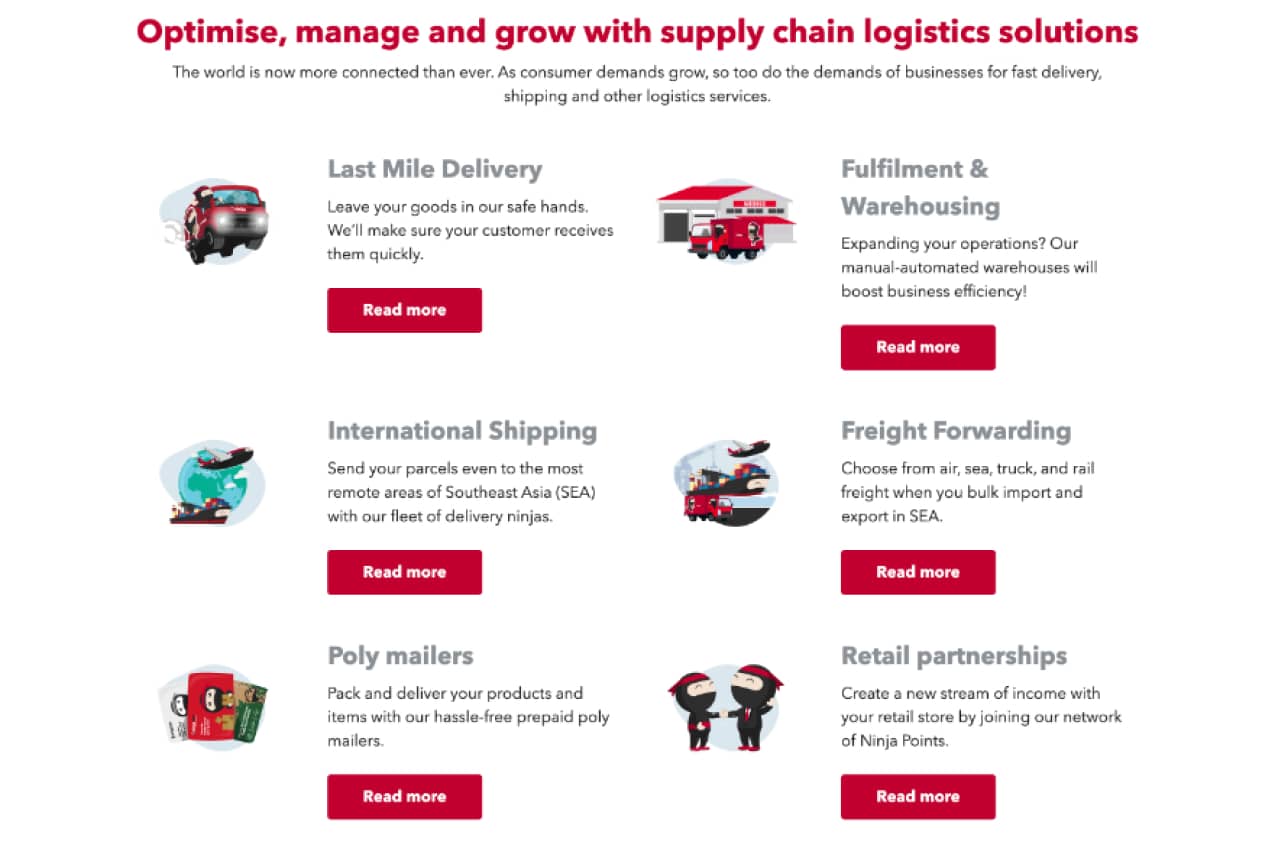 Optimise, manage and grow with supply chain logistics solutions
The world is now more connected than ever. As consumer demands grow, so too do the demands of businesses for fast delivery,
shipping and other logistics services.
Last Mile Delivery
Leave your goods in our safe hands.
We'll make sure your customer receives
them quickly.
Read more
Fulfilment &
Warehousing
Expanding your operations? Our
manual-automated warehouses will
boost business efficiency!
Read more
International Shipping
Send your parcels even to the most
remote areas of Southeast Asia (SEA)
with our fleet of delivery ninjas.
Read more
Freight Forwarding
Choose from air, sea, truck, and rail
freight when you bulk import and
export in SEA.
Read more
Poly mailers
Pack and deliver your products and
items with our hassle-free prepaid poly
mailers.
Read more
Retail partnerships
Create a new stream of income with
your retail store by joining our network
of Ninja Points.
Read more